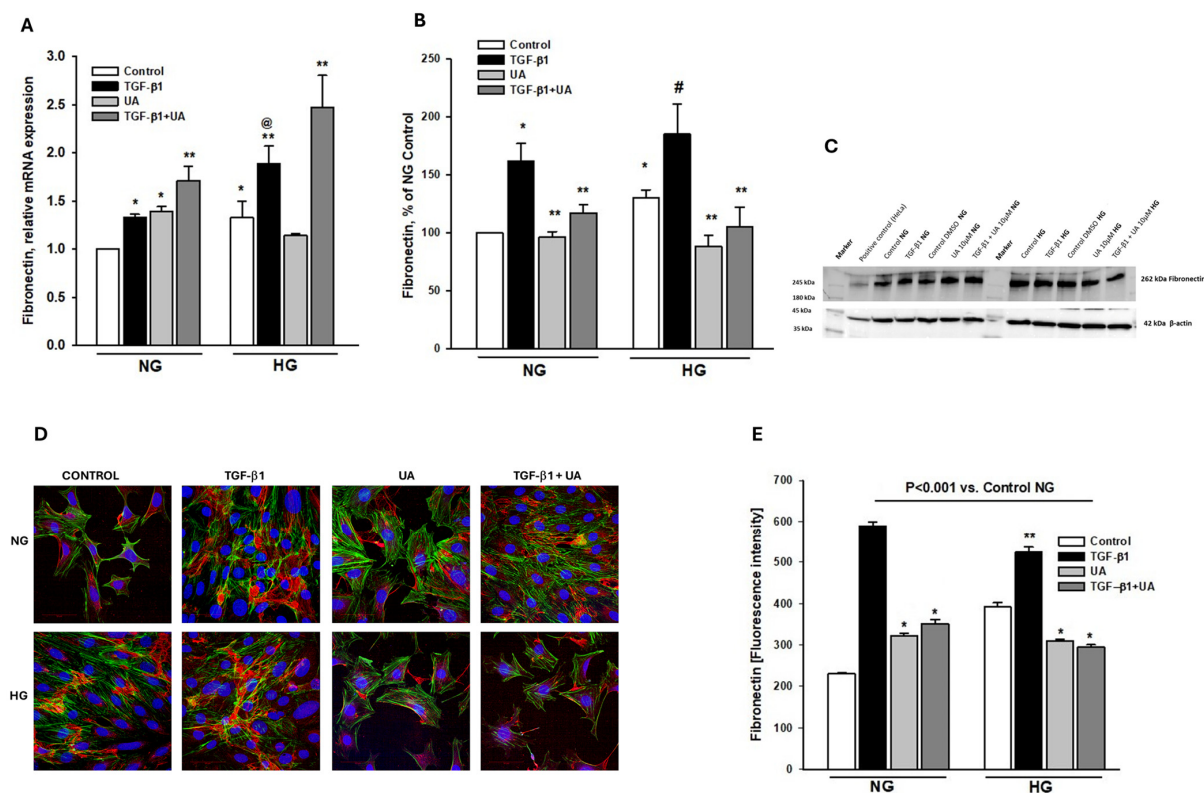 A
Fibronectin, relative mRNA expression
3.0
2.5
2.0
1.5
1.0
0.5
0.0
Control
TGF-β1
UA
TGF-β1+UA
*
*
**
*
@
**
**
NG
HG
B
Fibronectin, % of NG Control
250
200
150
100
50
0
Control
TGF-β1
UA
TGF-β1+UA
*
**
**
*
#
**
**
NG
HG
C
Marker
Positive control (HeLa)
Control NG
TGF-β1 NG
Control DMSO NG
UA 10µM NG
TGF-β1 + UA 10µM NG
Marker
Control HG
TGF-β1 HG
Control DMSO HG
UA 10µM HG
TGF-β1 + UA 10µM HG
245 kDa
180 kDa
45 kDa
35 kDa
262 kDa Fibronectin
42 kDa β-actin
D
CONTROL
TGF-β1
UA
TGF-β1 + UA
NG
HG
E
Fibronectin [Fluorescence intensity]
700
600
500
400
300
200
100
0
P<0.001 vs. Control NG
Control
TGF-β1
UA
TGF–β1+UA
*
*
**
*
*
NG
HG